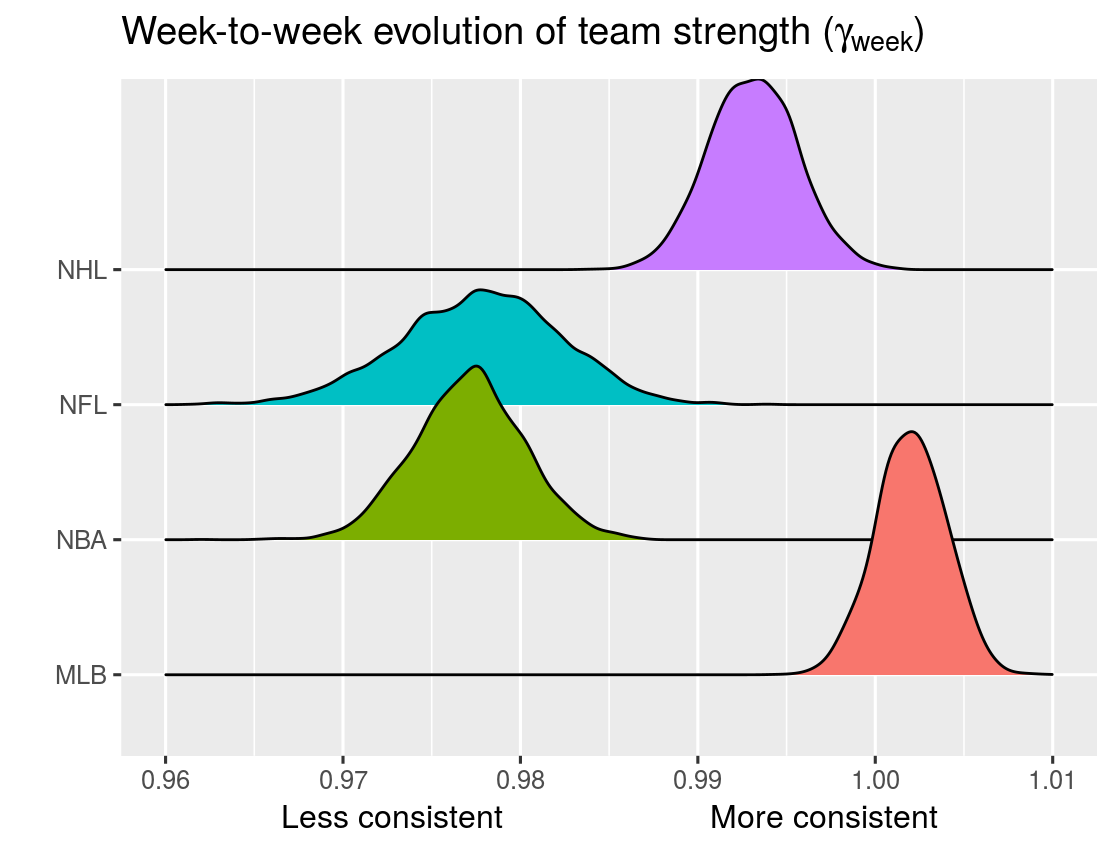 Week-to-week evolution of team strength (γweek)
NHL
NFL
NBA
MLB
0.96 0.97 0.98 0.99 1.00 1.01
Less consistent More consistent